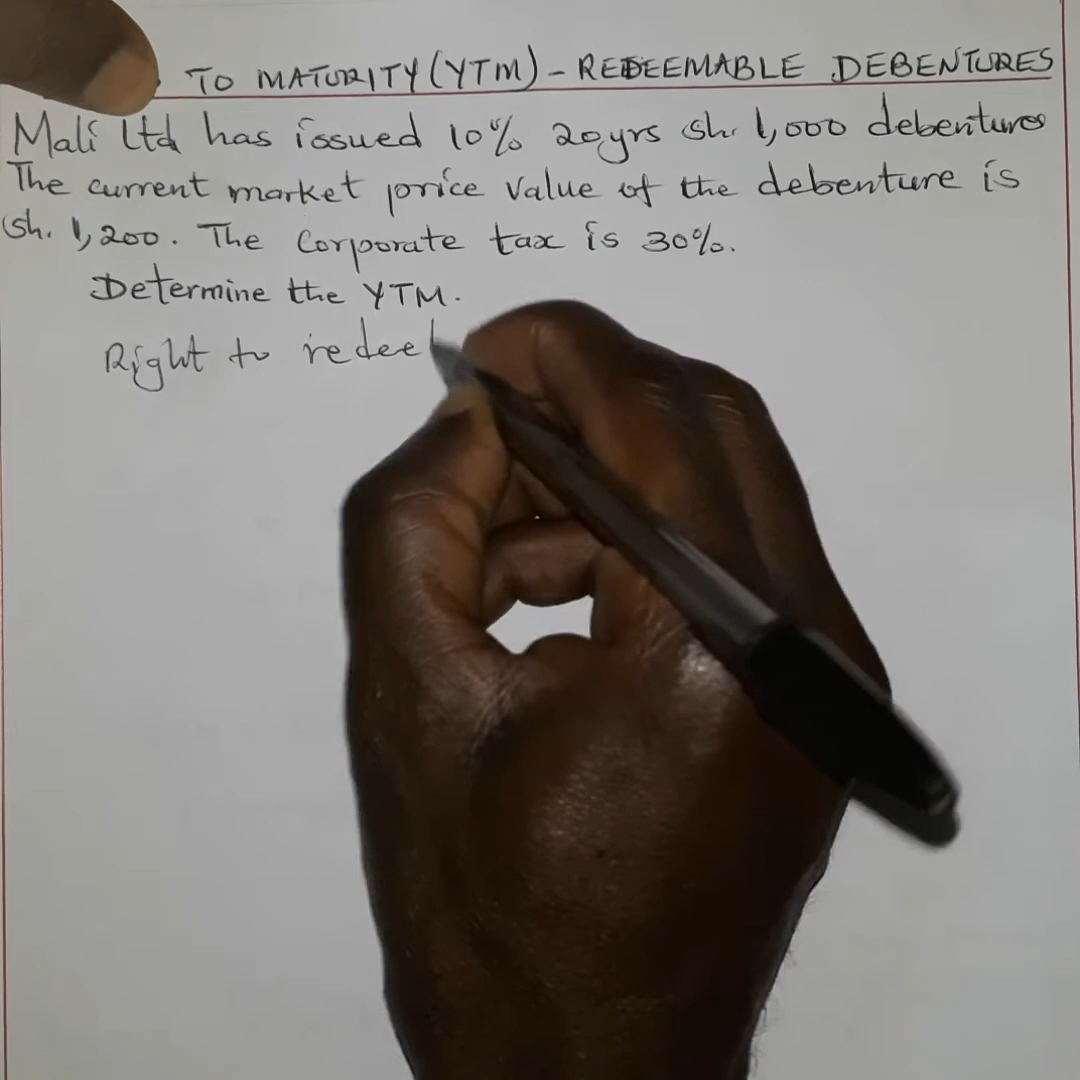 TO MATURITY (YTM) - REDEEMABLE DEBENTURES
Mali Ltd has issued 10% 20yrs sh. 1,000 debentures
The current market price value of the debenture is
sh. 1,200. The corporate tax is 30%.
Determine the YTM.
Right to redee